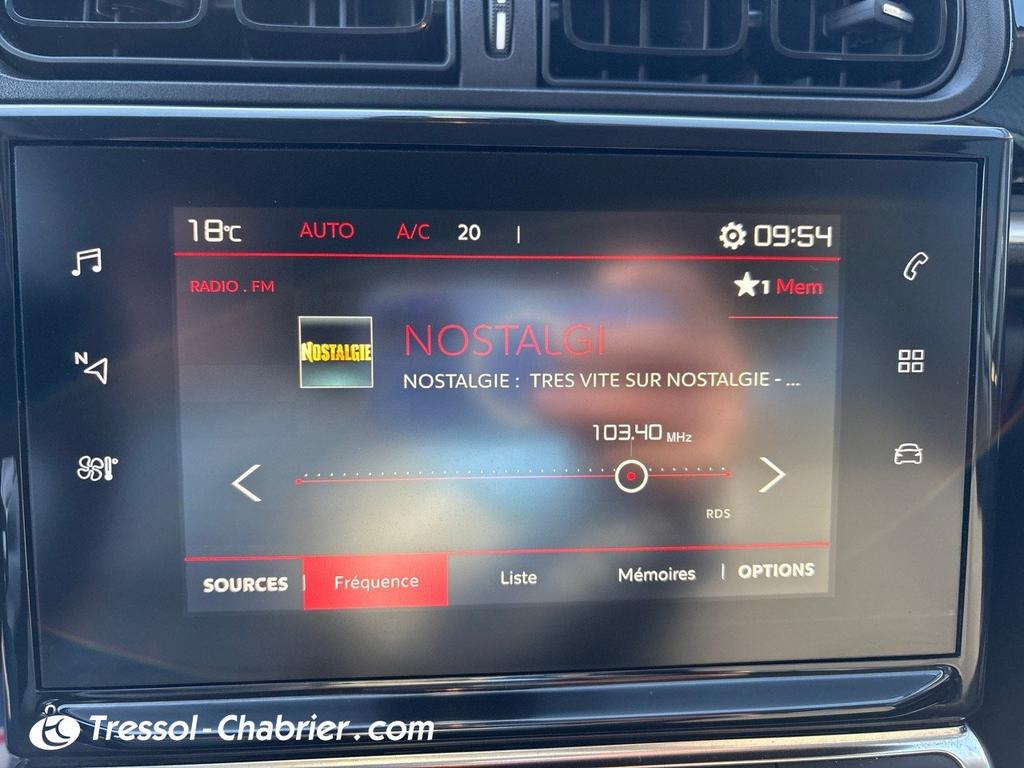 18°C AUTO A/C 20 | 09:54
RADIO . FM
1 Mem
NOSTALGIE
NOSTALGI
NOSTALGIE : TRES VITE SUR NOSTALGIE - ...
103.40 MHz
N
RDS
SOURCES | Fréquence Liste Mémoires | OPTIONS
Tressol-Chabrier.com